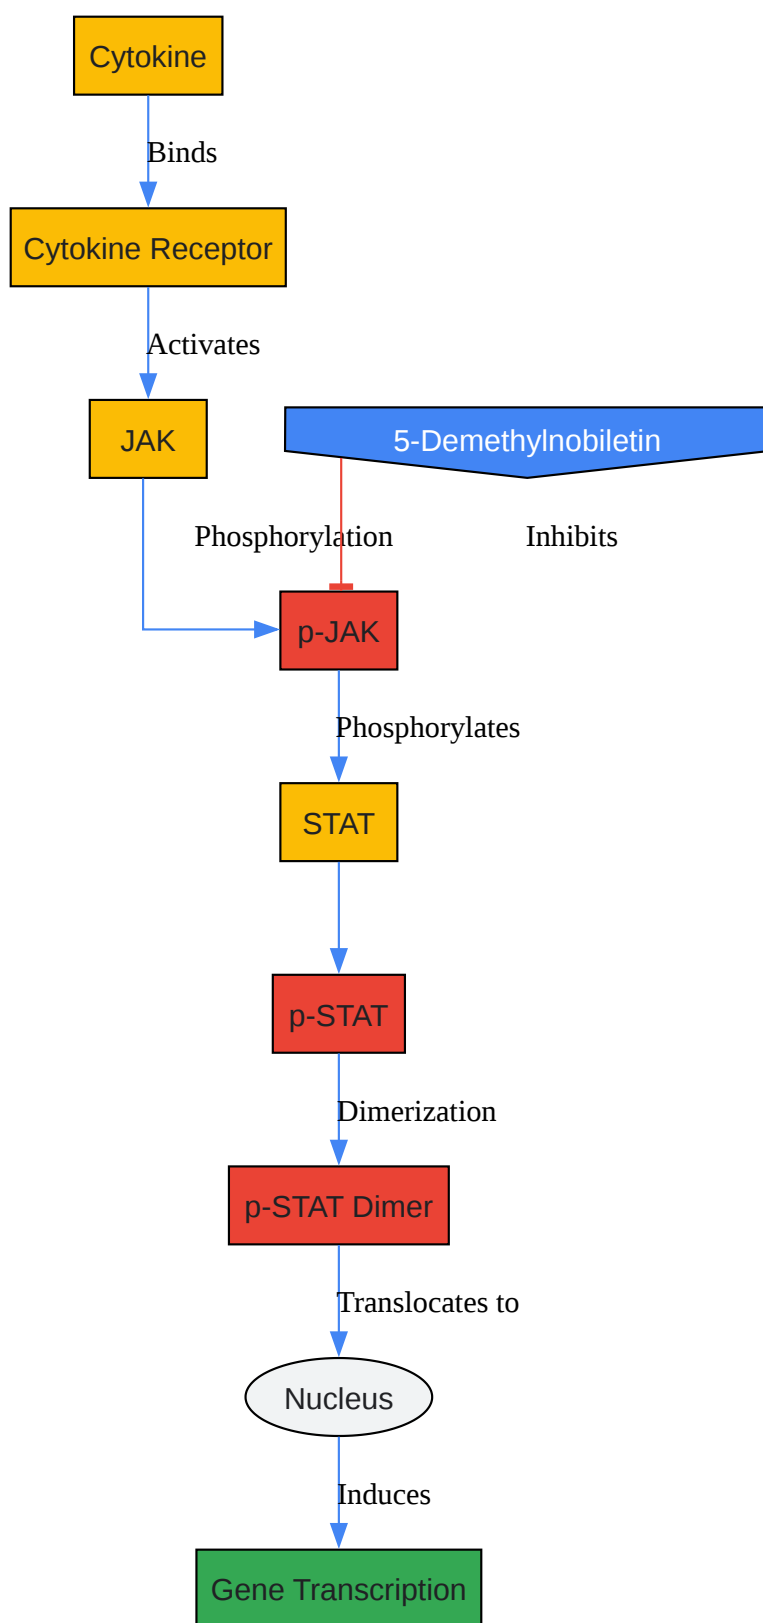 Cytokine
Binds
Cytokine Receptor
Activates
JAK
5-Demethylnobiletin
Phosphorylation
Inhibits
p-JAK
Phosphorylates
STAT
p-STAT
Dimerization
p-STAT Dimer
Translocates to
Nucleus
Induces
Gene Transcription